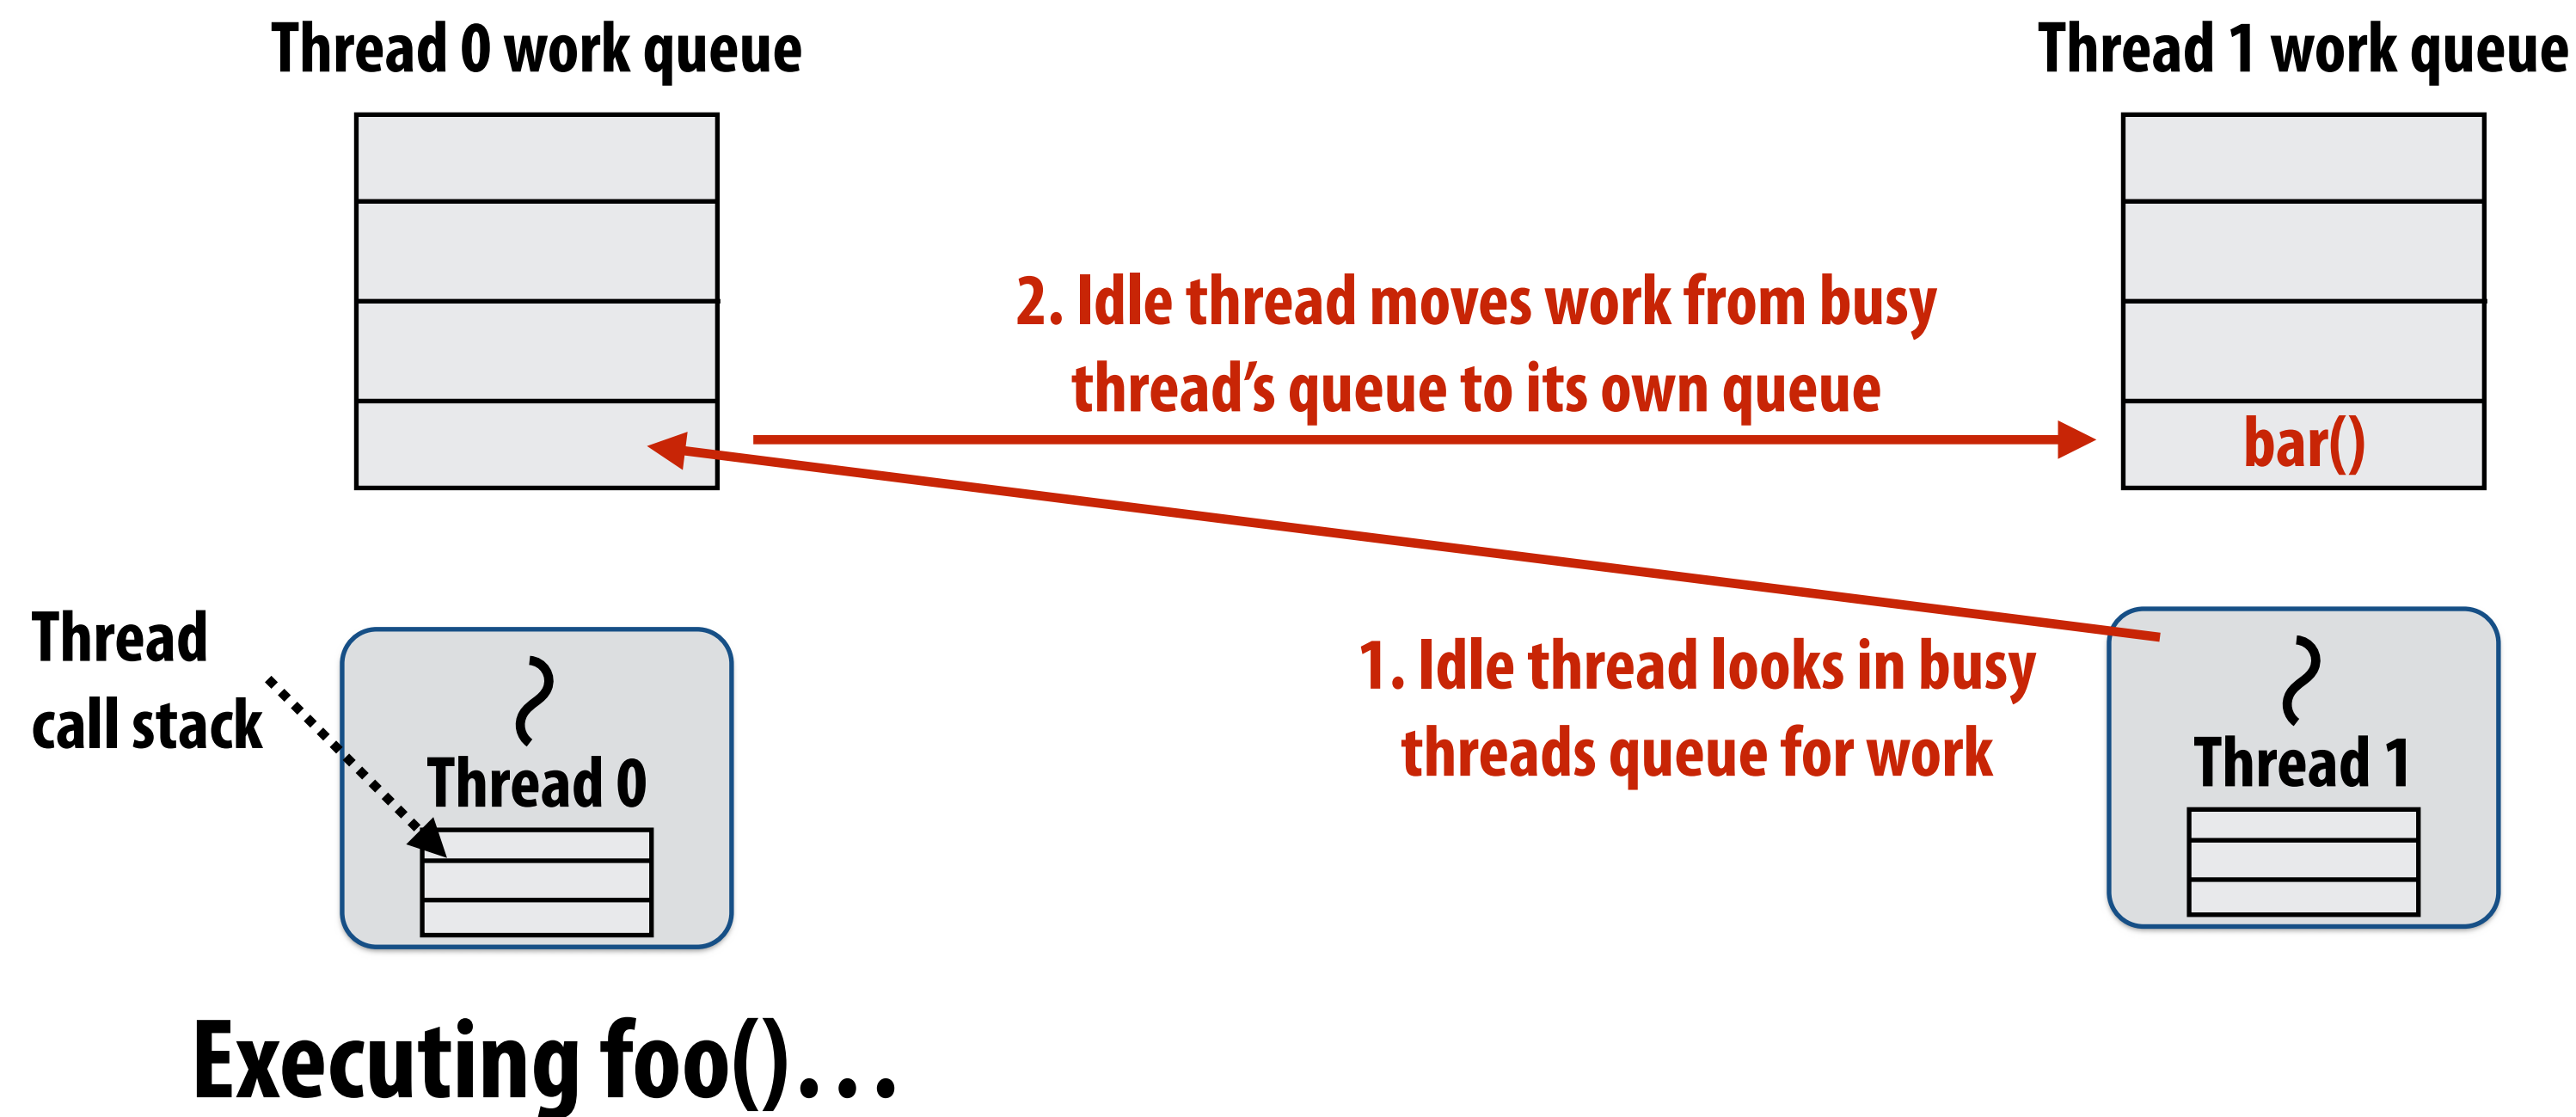 Thread 0 work queue
Thread 1 work queue
2. Idle thread moves work from busy
thread’s queue to its own queue
bar()
Thread
call stack
1. Idle thread looks in busy
threads queue for work
Thread 0
Thread 1
Executing foo()…